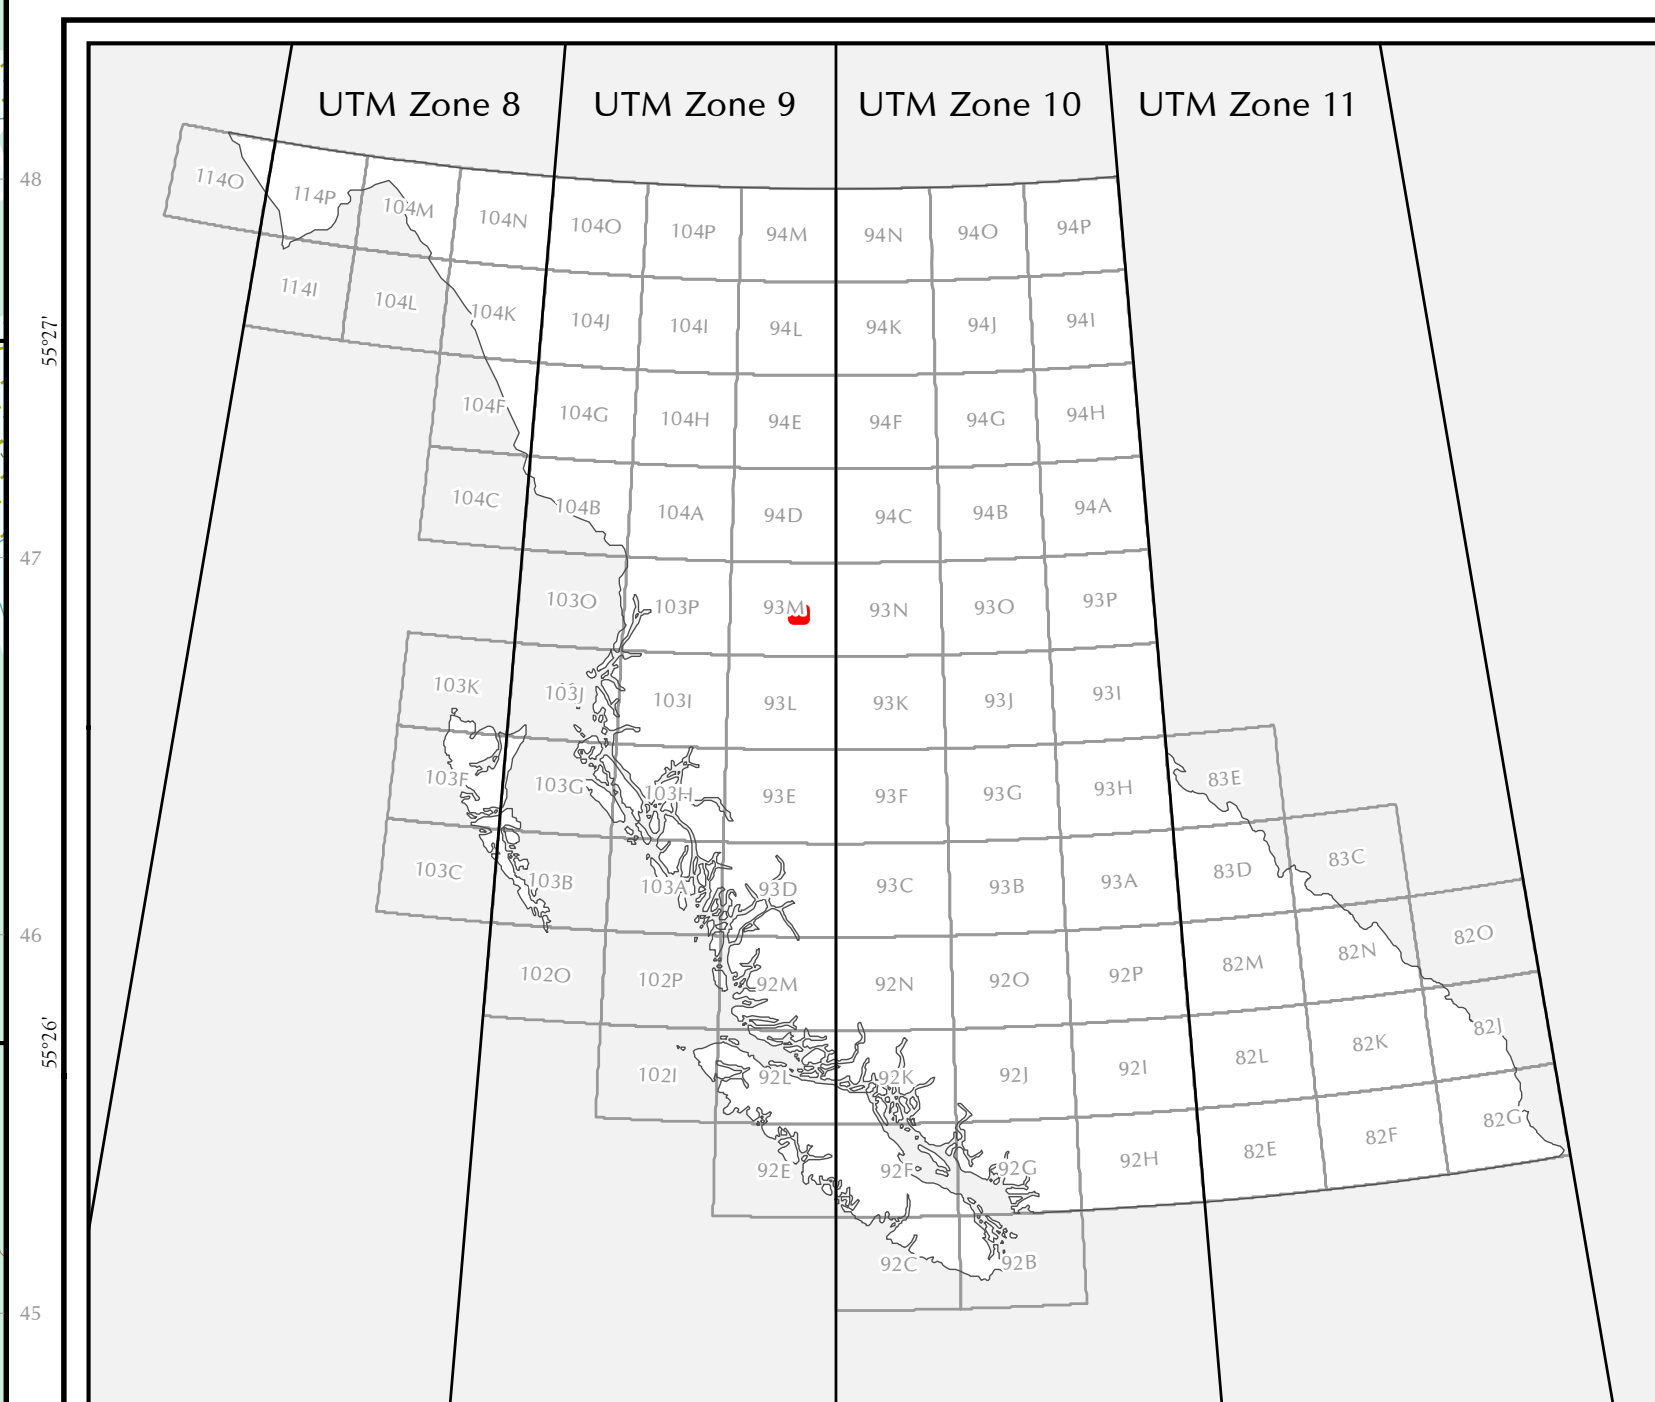 UTM Zone 8 UTM Zone 9 UTM Zone 10 UTM Zone 11
48
114O 114P 104M 104N 104O 104P 94M 94N 94O 94P
114I 104L 104K 104J 104I 94L 94K 94J 94I
55°27'
104F 104G 104H 94E 94F 94G 94H
104C 104B 104A 94D 94C 94B 94A
47
103O 103P 93M 93N 93O 93P
103K 103J 103I 93L 93K 93J 93I
103F 103G 103H 93E 93F 93G 93H 83E
103C 103B 103A 93D 93C 93B 93A 83D 83C
46
102O 102P 92M 92N 92O 92P 82M 82N 82O
55°26'
102I 92L 92K 92J 92I 82L 82K 82J
92E 92F 92G 92H 82E 82F 82G
92C 92B
45